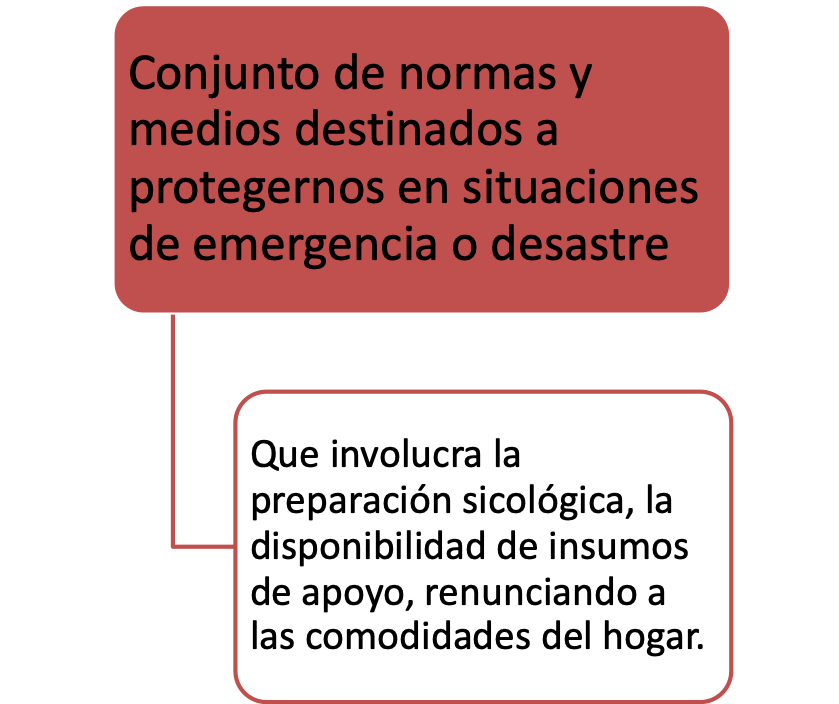 Conjunto de normas y
medios destinados a
protegernos en situaciones
de emergencia o desastre
Que involucra la
preparación sicológica, la
disponibilidad de insumos
de apoyo, renunciando a
las comodidades del hogar.